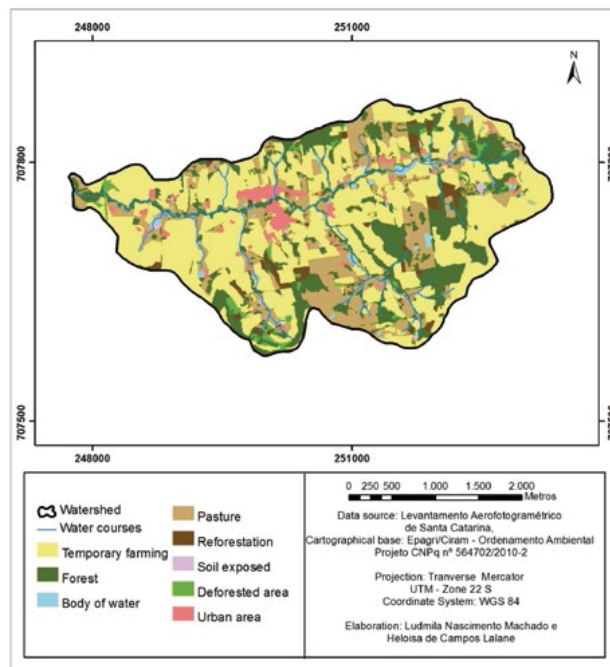 248000 251000
N
707800
707500 707500
248000 251000
Watershed
Water courses
Temporary farming
Forest
Body of water
Pasture
Reforestation
Soil exposed
Deforested area
Urban area
0 250 500 1.000 1.500 2.000
Metros
Data source: Levantamento Aerofotogramétrico
de Santa Catarina,
Cartographical base: Epagri/Ciram - Ordenamento Ambiental
Projeto CNPq nº 564702/2010-2
Projection: Tranverse Mercator
UTM - Zone 22 S
Coordinate System: WGS 84
Elaboration: Ludmila Nascimento Machado e
Heloisa de Campos Lalane